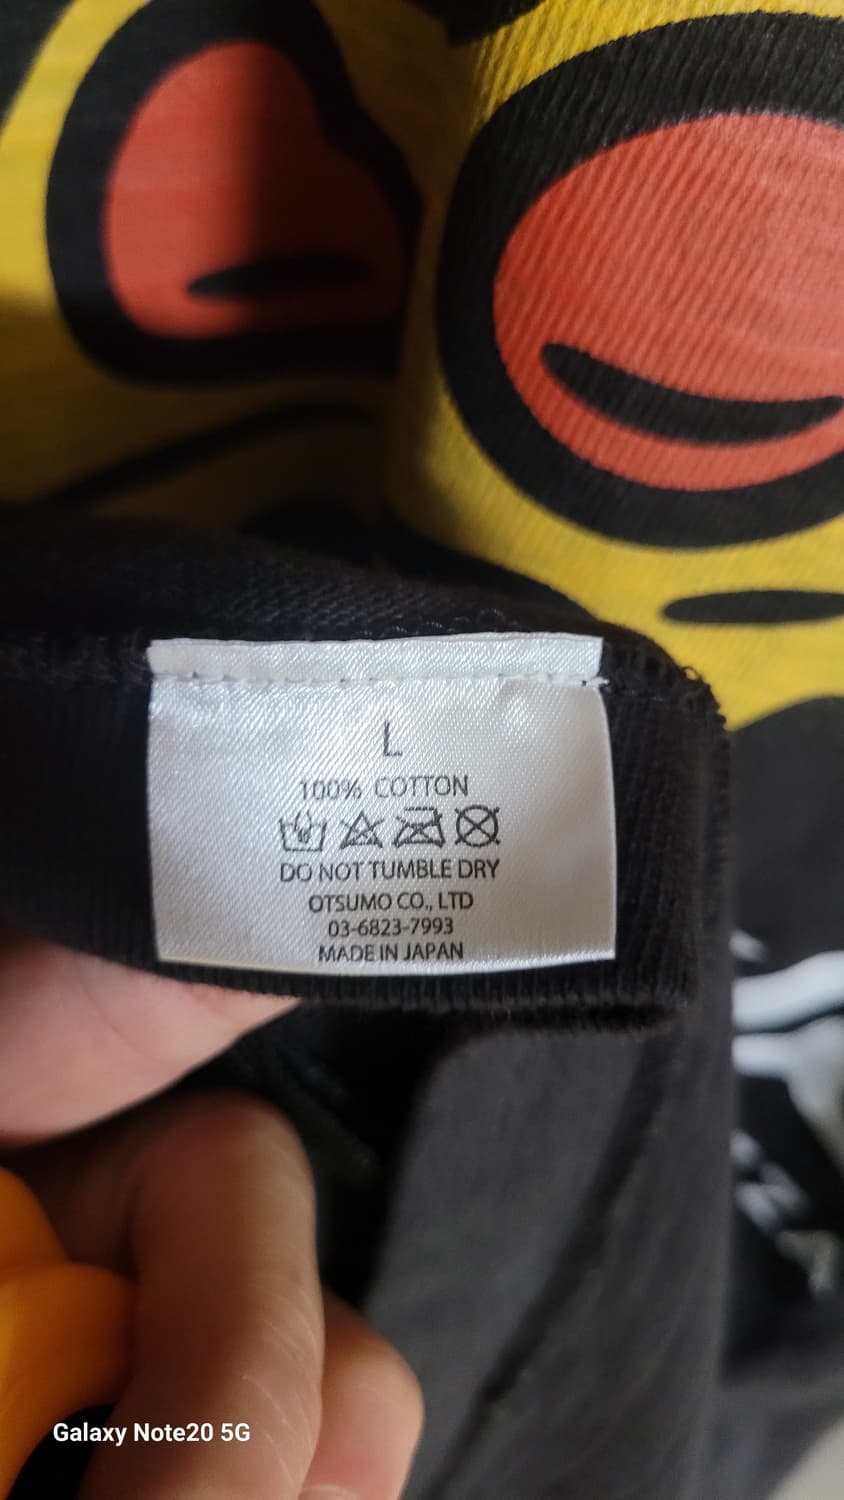 L
100% COTTON
DO NOT TUMBLE DRY
OTSUMO CO., LTD
03-6823-7993
MADE IN JAPAN
Galaxy Note20 5G